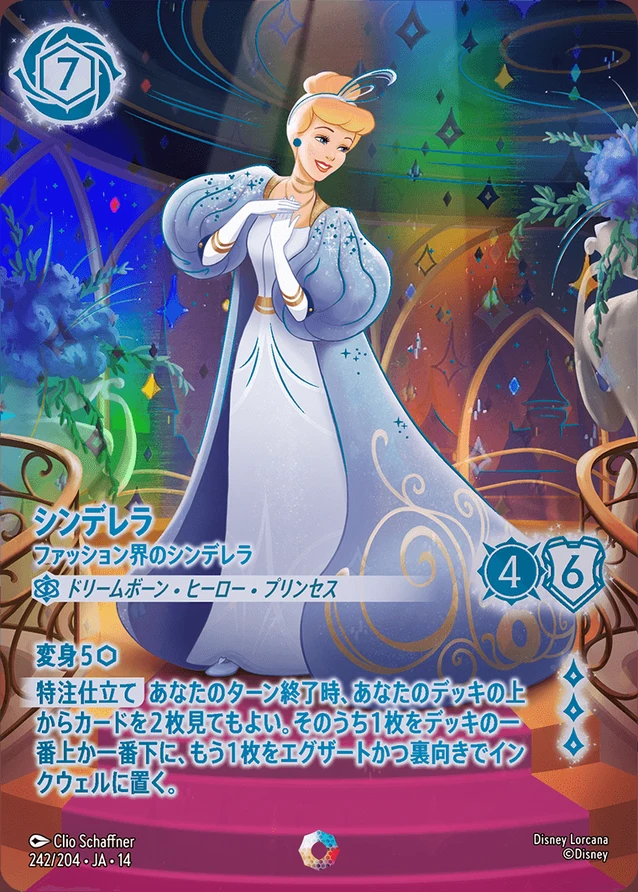 7
シンデレラ
ファッション界のシンデレラ
ドリームボーン・ヒーロー・プリンセス
4 6
変身5
特注仕立て あなたのターン終了時、あなたのデッキの上
からカードを2枚見てもよい。そのうち1枚をデッキの一
番上か一番下に、もう1枚をエグザートかつ裏向きでイン
クウェルに置く。
Clio Schaffner
242/204・JA・14
Disney Lorcana
©Disney